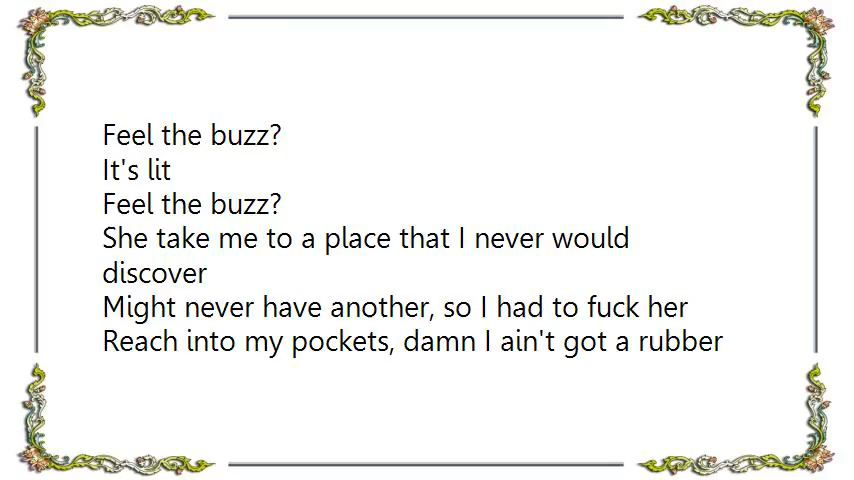 Feel the buzz?
It's lit
Feel the buzz?
She take me to a place that I never would
discover
Might never have another, so I had to fuck her
Reach into my pockets, damn I ain't got a rubber